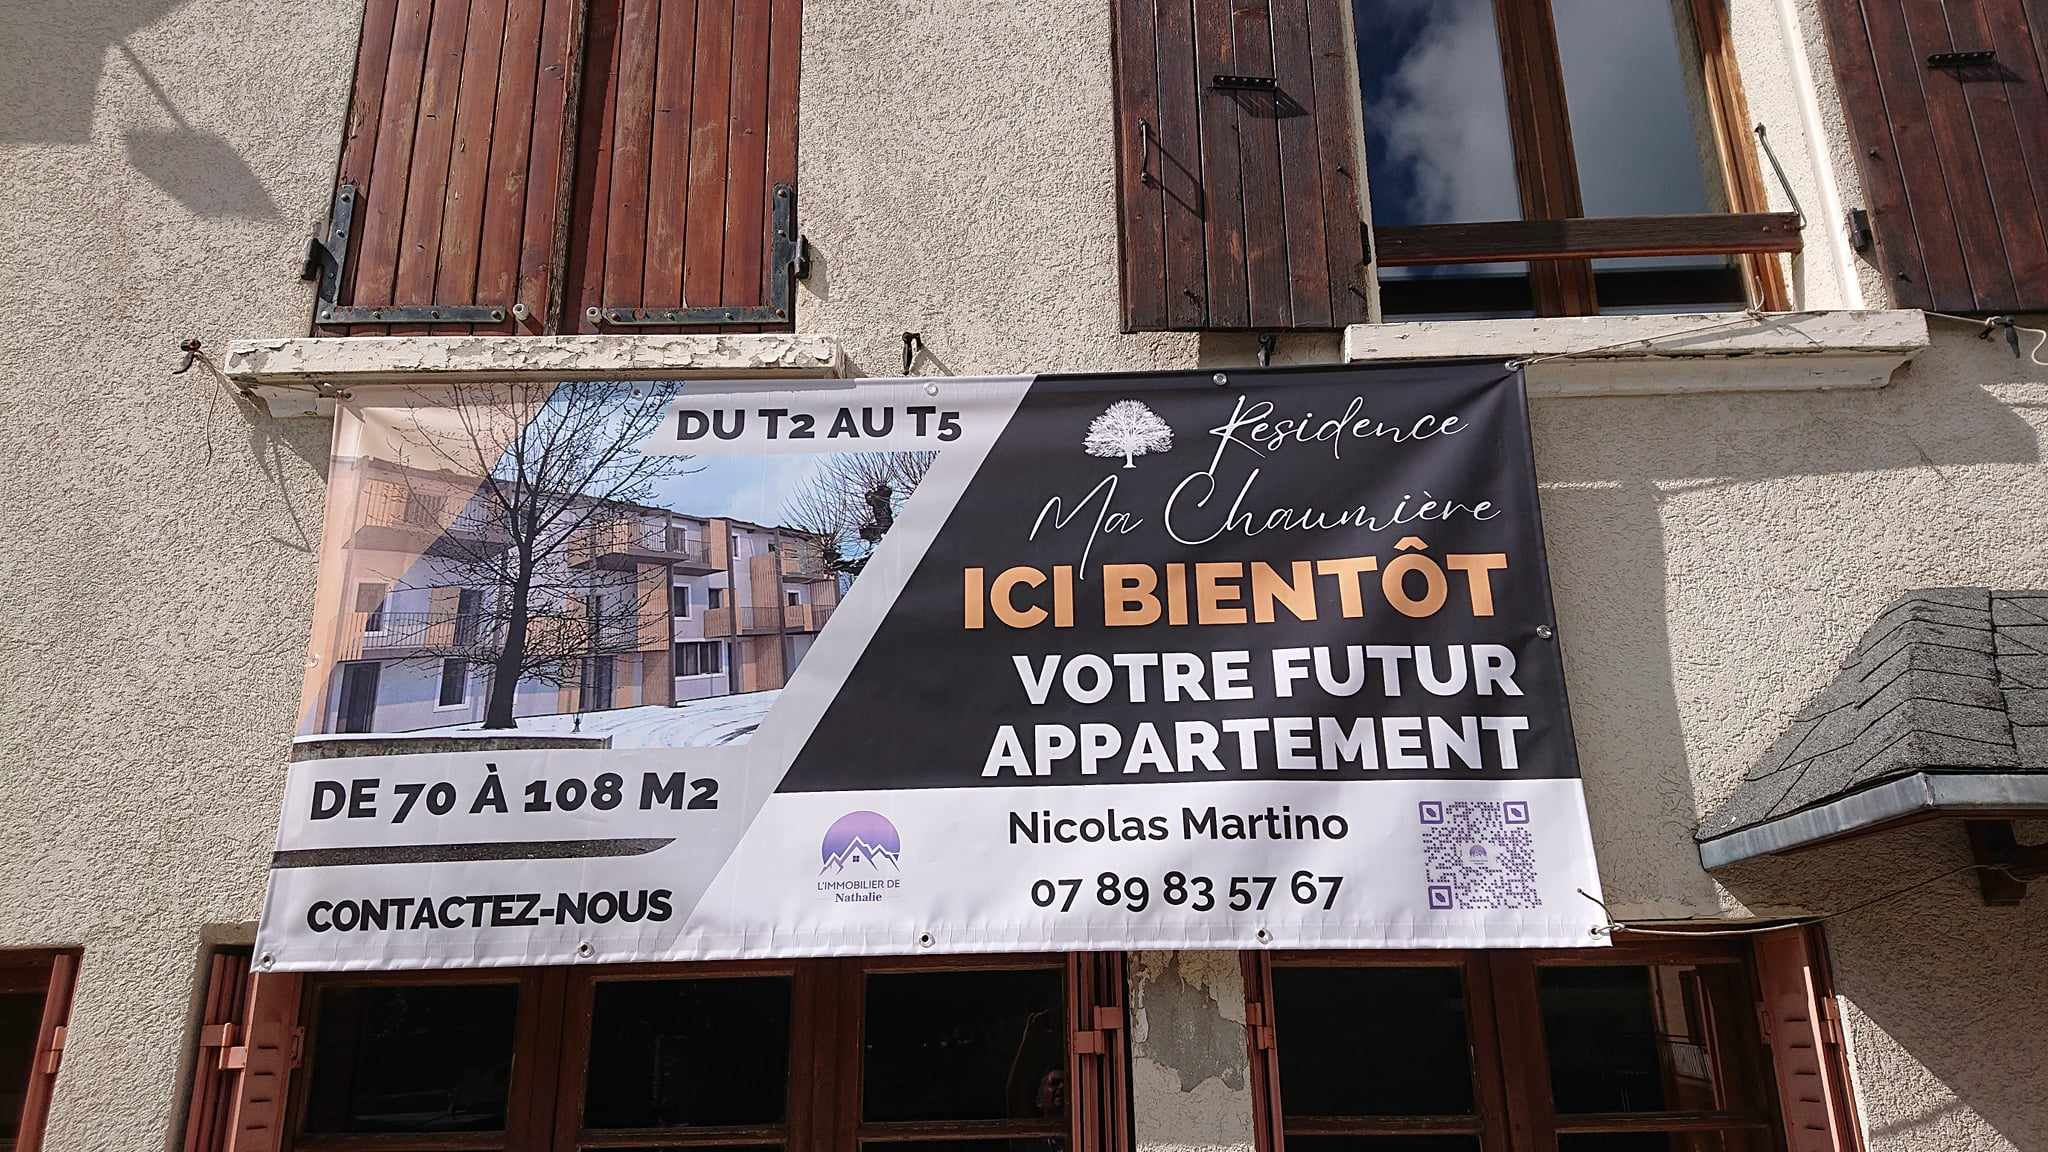 DU T2 AU T5
DE 70 À 108 M2
CONTACTEZ-NOUS
Résidence
Ma Chaumière
ICI BIENTÔT
VOTRE FUTUR
APPARTEMENT
L'IMMOBILIER DE
Nathalie
Nicolas Martino
07 89 83 57 67